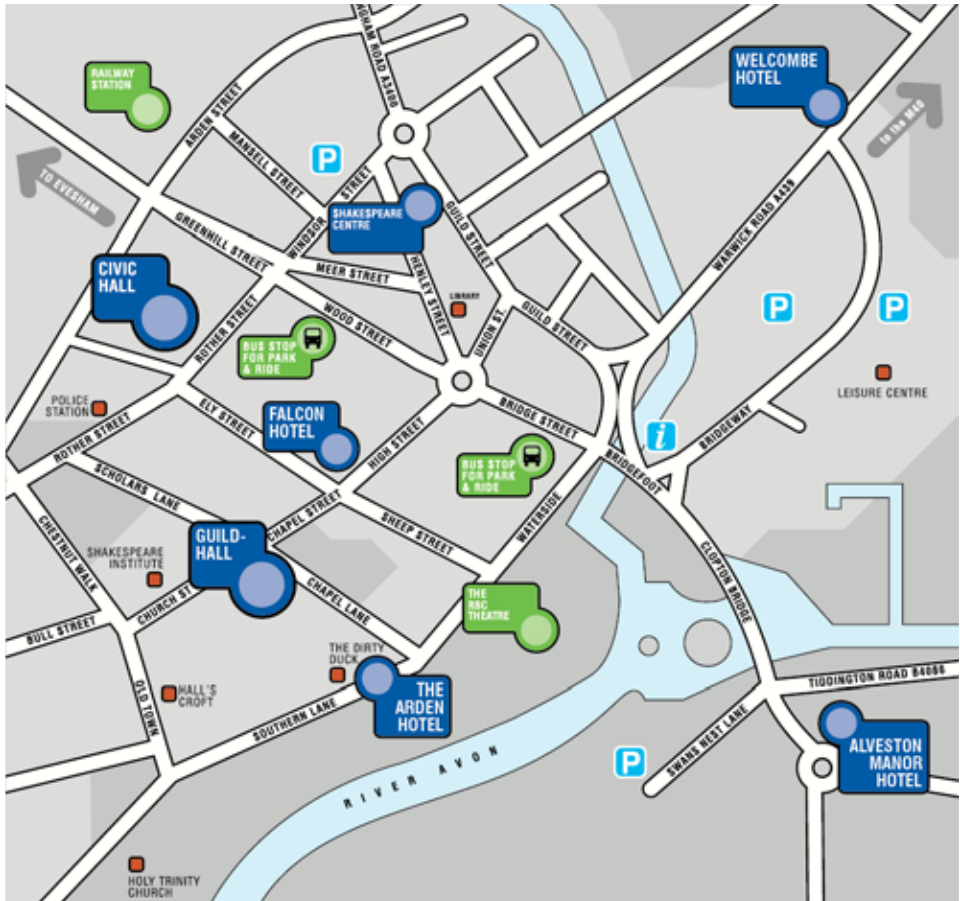 NGHAM ROAD A3400
WELCOMBE
HOTEL
RAILWAY
STATION
ARDEN STREET
to the M40
MANSELL STREET
P
TO EVESHAM
WINDSOR STREET
SHAKESPEARE
CENTRE
GUILD STREET
WARWICK ROAD A439
GREENHILL STREET
MEER STREET
HENLEY STREET
CIVIC
HALL
LIBRARY
P
P
ROTHER STREET
WOOD STREET
UNION ST.
GUILD STREET
BUS STOP
FOR PARK
& RIDE
LEISURE CENTRE
POLICE
STATION
ELY STREET
FALCON
HOTEL
HIGH STREET
BRIDGE STREET
i
BRIDGEWAY
ROTHER STREET
BUS STOP
FOR PARK
& RIDE
BRIDGEFOOT
SCHOLARS LANE
WATERSIDE
CHAPEL STREET
SHEEP STREET
GUILD-
HALL
CHESTNUT WALK
SHAKESPEARE
INSTITUTE
CLOPTON BRIDGE
CHURCH ST
CHAPEL LANE
THE
RSC
THEATRE
BULL STREET
THE DIRTY
DUCK
HALL'S
CROFT
OLD TOWN
SOUTHERN LANE
THE
ARDEN
HOTEL
TIDDINGTON ROAD B4086
SWANS NEST LANE
RIVER AVON
P
ALVESTON
MANOR
HOTEL
HOLY TRINITY
CHURCH